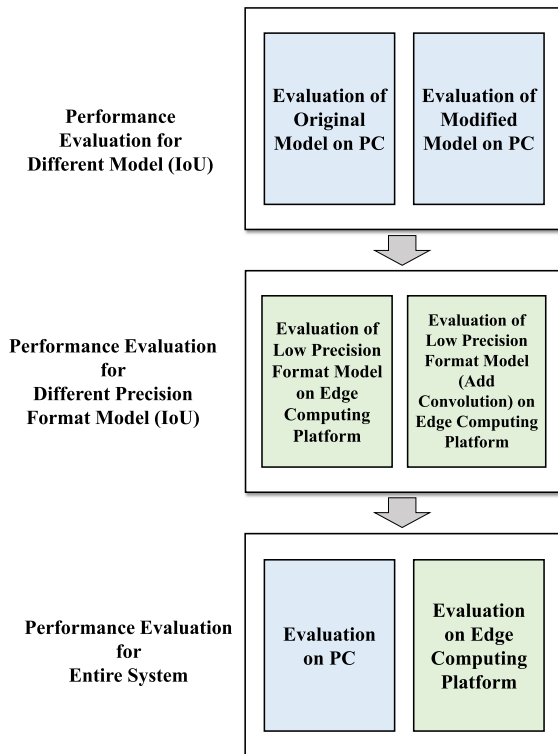 Performance
Evaluation for
Different Model (IoU)
Evaluation of
Original
Model on PC
Evaluation of
Modified
Model on PC
Performance Evaluation
for
Different Precision
Format Model (IoU)
Evaluation of
Low Precision
Format Model
on Edge
Computing
Platform
Evaluation of
Low Precision
Format Model
(Add
Convolution) on
Edge Computing
Platform
Performance Evaluation
for
Entire System
Evaluation
on PC
Evaluation
on Edge
Computing
Platform